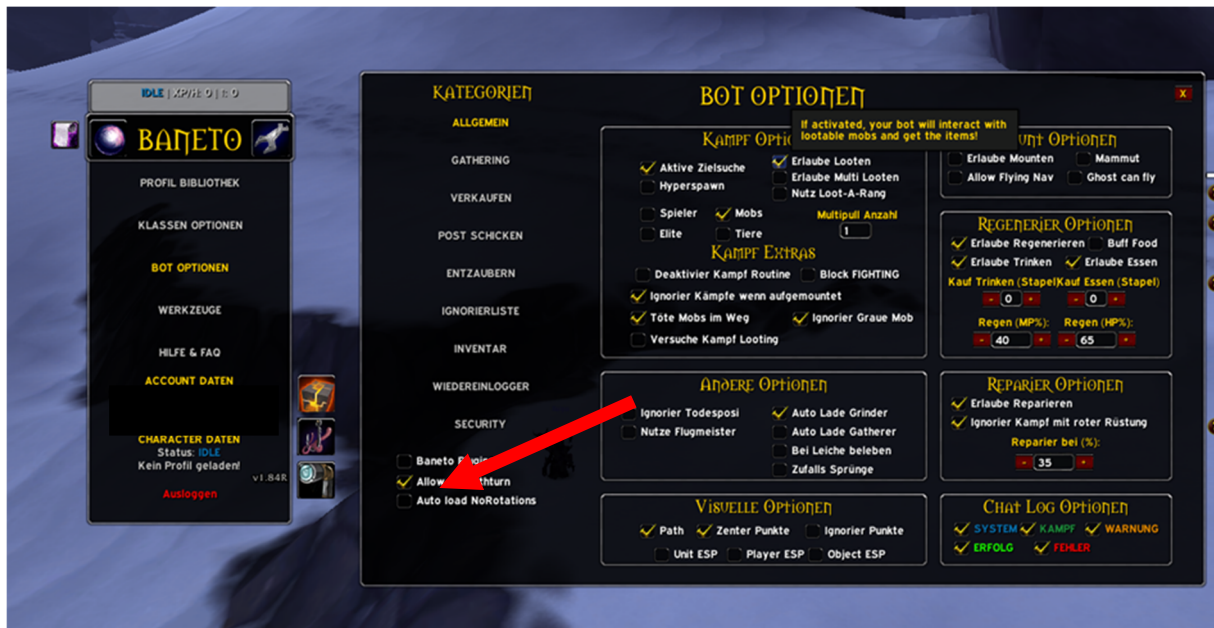 IDLE | XP/H: 0 | t: 0
BANETO
PROFIL BIBLIOTHEK
KLASSEN OPTIONEN
BOT OPTIONEN
WERKZEUGE
HILFE & FAQ
ACCOUNT DATEN
CHARACTER DATEN
Status: IDLE
Kein Profil geladen!
v1.84R
Ausloggen
KATEGORIEN
ALLGEMEIN
GATHERING
VERKAUFEN
POST SCHICKEN
ENTZAUBERN
IGNORIERLISTE
INVENTAR
WIEDEREINLOGGER
SECURITY
Baneto
Allow
Auto load NoRotations
BOT OPTIONEN
X
If activated, your bot will interact with
lootable mobs and get the items!
KAMPF
Aktive Zielsuche
Erlaube Looten
Hyperspawn
Erlaube Multi Looten
Nutz Loot-A-Rang
Spieler
Mobs
Multipull Anzahl
Elite
Tiere
1
KAMPF EXTRAS
Deaktivier Kampf Routine
Block FIGHTING
Ignorier Kämpfe wenn aufgemountet
Töte Mobs im Weg
Ignorier Graue Mob
Versuche Kampf Looting
ANDERE OPTIONEN
Ignorier Todesposi
Auto Lade Grinder
Nutze Flugmeister
Auto Lade Gatherer
Bei Leiche beleben
Zufalls Sprünge
VISUELLE OPTIONEN
Path
Zenter Punkte
Ignorier Punkte
Unit ESP
Player ESP
Object ESP
OPTIONEN
Erlaube Mounten
Mammut
Allow Flying Nav
Ghost can fly
REGENERIER OPTIONEN
Erlaube Regenerieren
Buff Food
Erlaube Trinken
Erlaube Essen
Kauf Trinken (Stapel)
Kauf Essen (Stapel)
- 0 +
- 0 +
Regen (MP%):
Regen (HP%):
- 40 +
- 65 +
REPARIER OPTIONEN
Erlaube Reparieren
Ignorier Kampf mit roter Rüstung
Reparier bei (%):
- 35 +
CHAT LOG OPTIONEN
SYSTEM
KAMPF
WARNUNG
ERFOLG
FEHLER